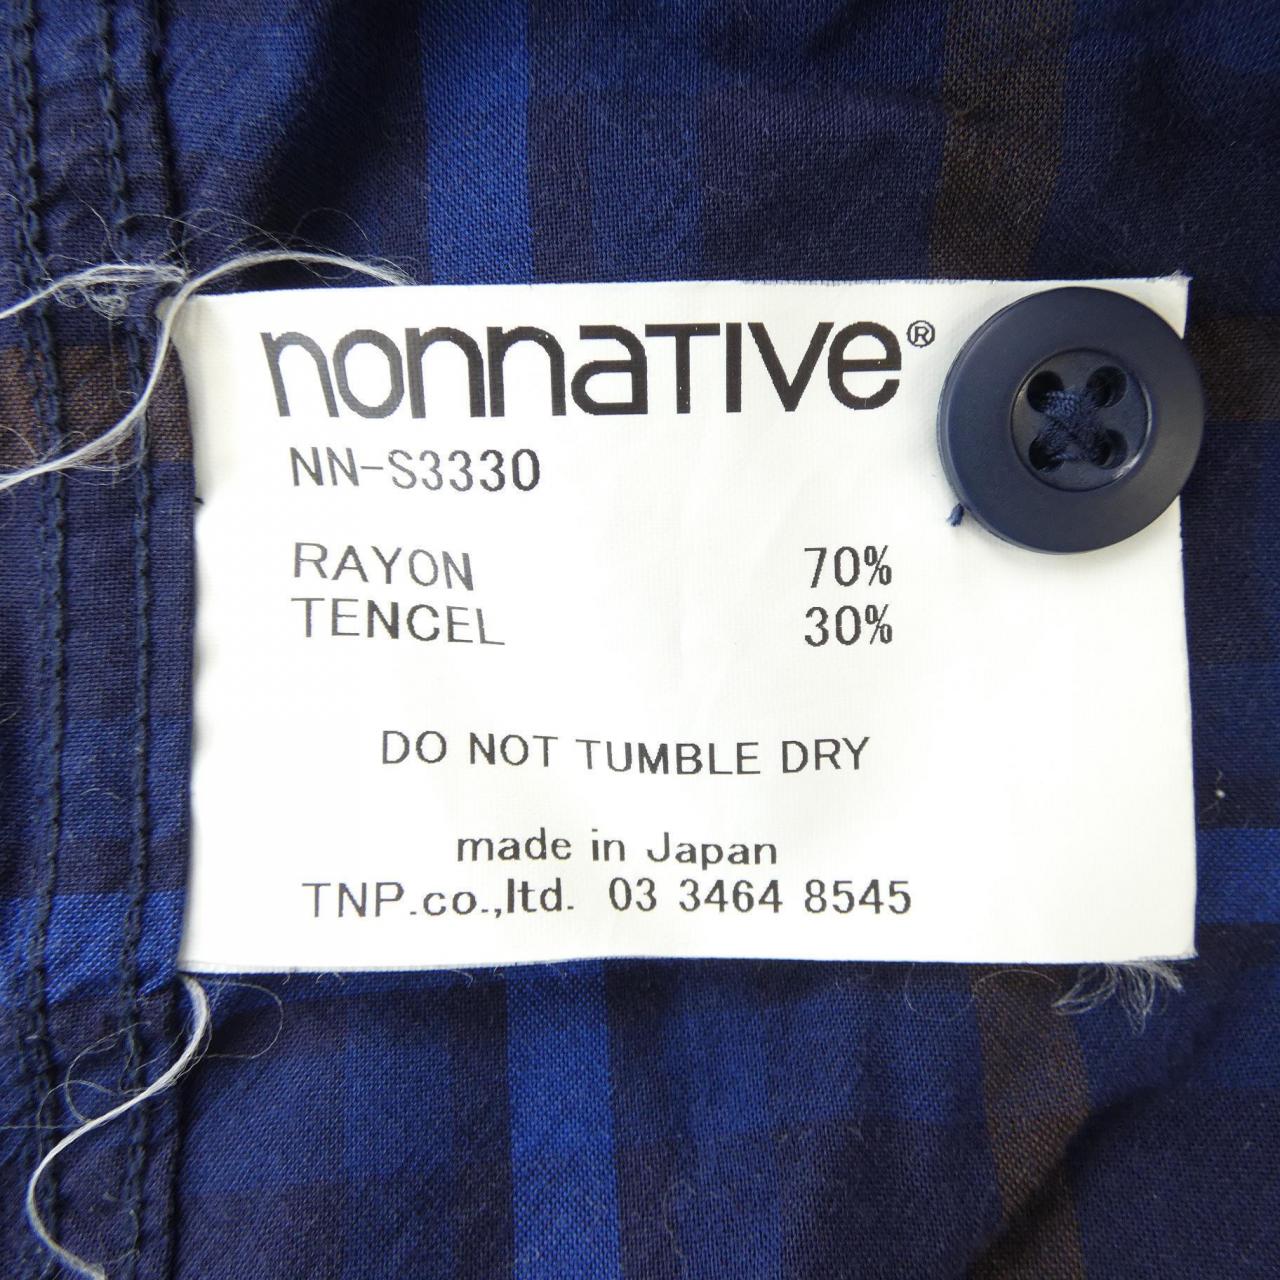 nonnaTIVe®
NN-S3330
RAYON 70%
TENCEL 30%
DO NOT TUMBLE DRY
made in Japan
TNP.co.,ltd. 03 3464 8545